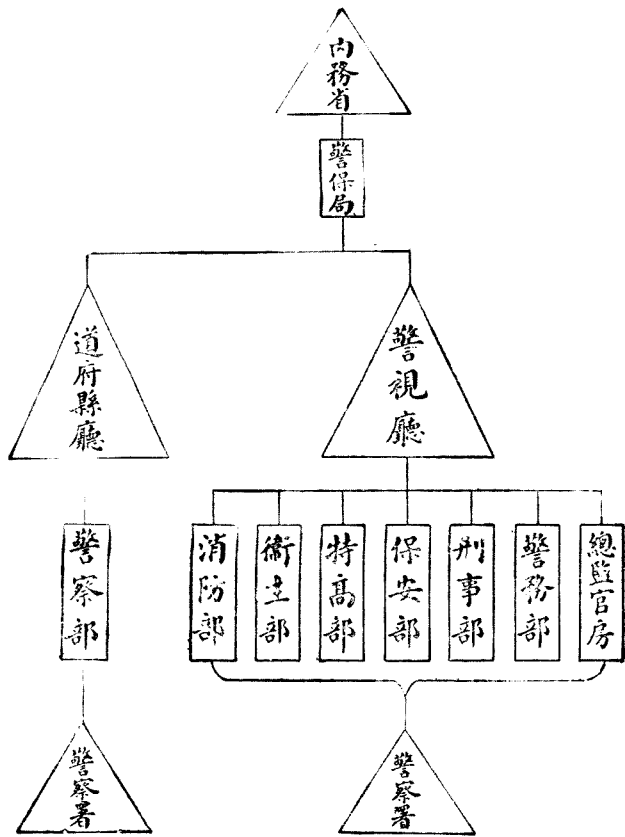 內務省
警保局
警視廳
道府縣廳
總監官房
警務部
刑事部
保安部
特高部
衛生部
消防部
警察部
警察署
警察署